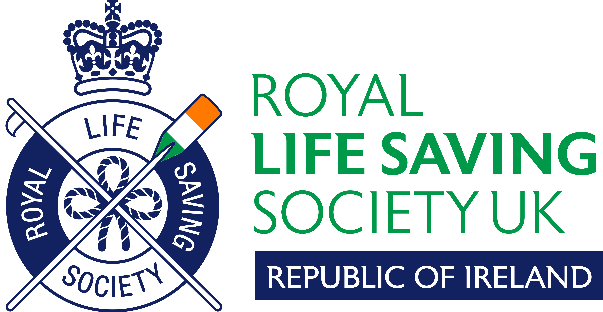 ROYAL
LIFE
SAVING
SOCIETY
ROYAL
LIFE SAVING
SOCIETY UK
REPUBLIC OF IRELAND